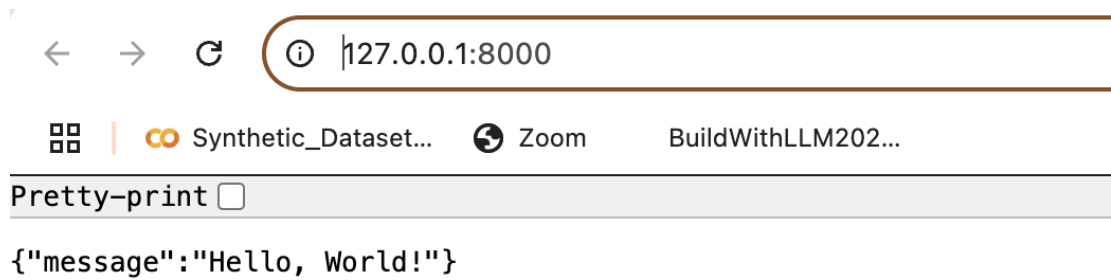 127.0.0.1:8000
Synthetic_Dataset... Zoom BuildWithLLM202...
Pretty-print
{"message":"Hello, World!"}